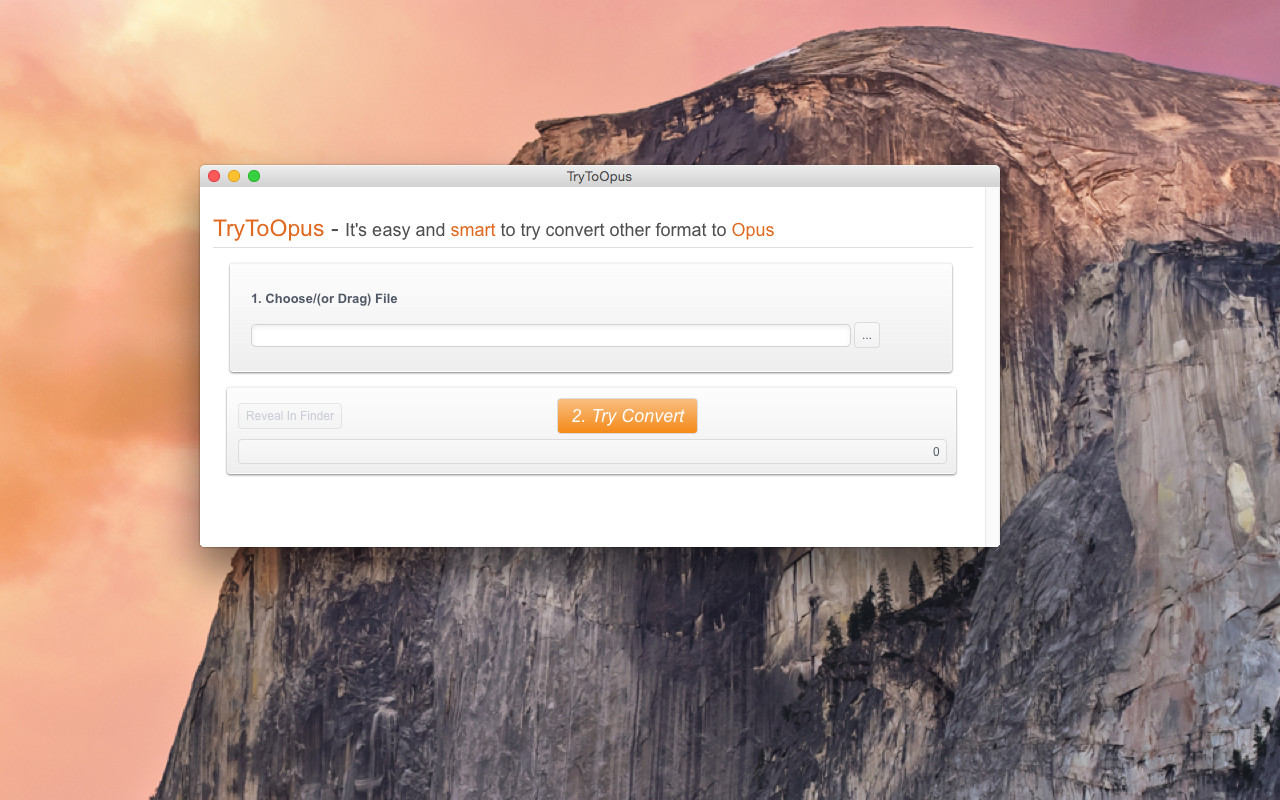 TryToOpus
TryToOpus - It's easy and smart to try convert other format to Opus
1. Choose/(or Drag) File
...
Reveal In Finder
2. Try Convert
0